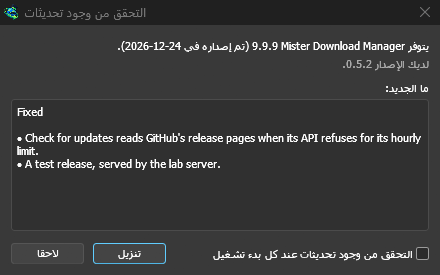 التحقق من وجود تحديثات
يتوفر Mister Download Manager 9.9.9 (تم إصداره في 24-12-2026).
لديك الإصدار 0.5.2.
ما الجديد:
Fixed
• Check for updates reads GitHub's release pages when its API refuses for its hourly
limit.
• A test release, served by the lab server.
التحقق من وجود تحديثات عند كل بدء تشغيل
تنزيل
لاحقا